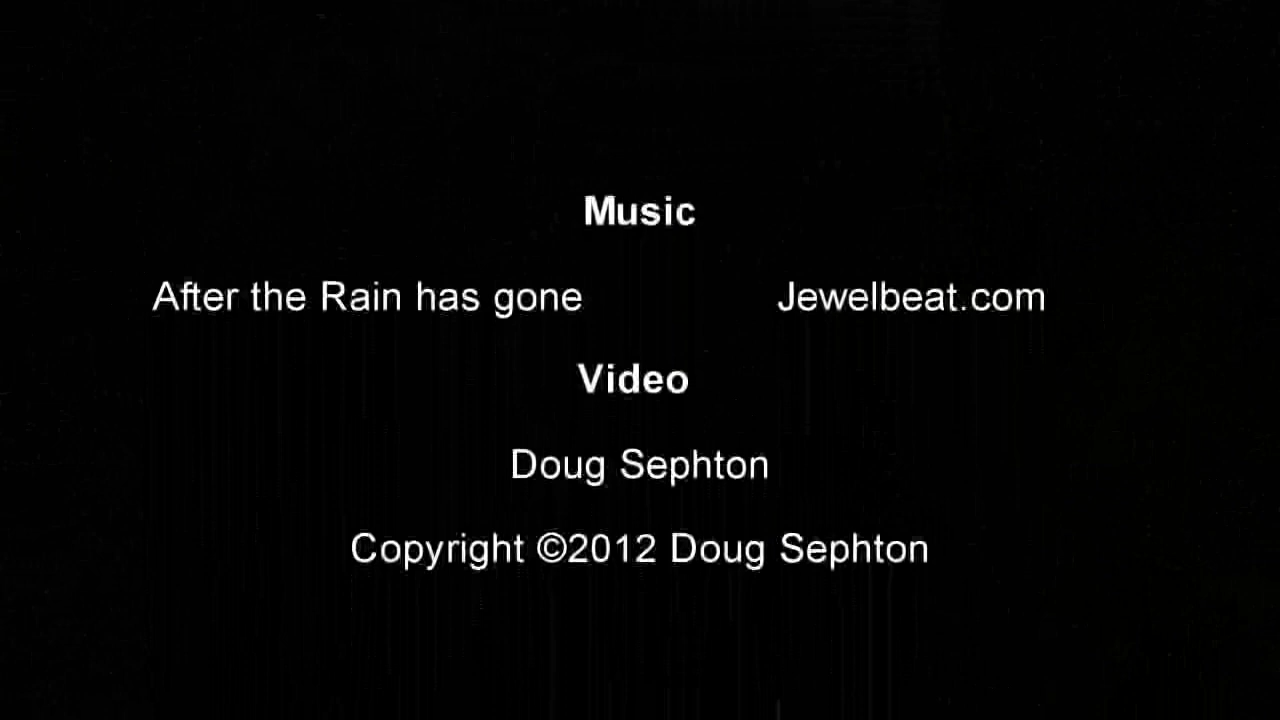 Music
After the Rain has gone Jewelbeat.com
Video
Doug Sephton
Copyright ©2012 Doug Sephton